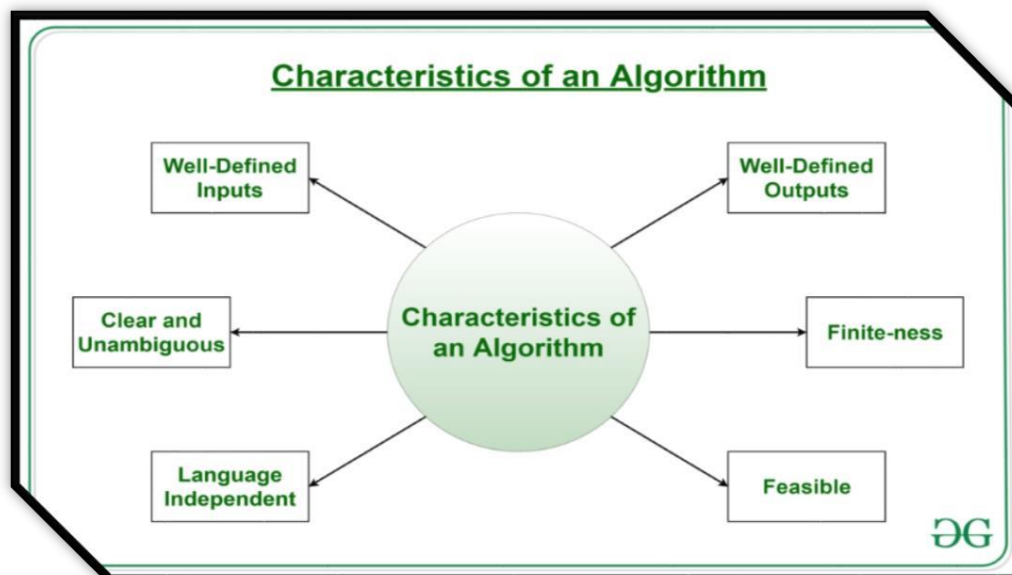 Characteristics of an Algorithm
Well-Defined
Inputs
Well-Defined
Outputs
Clear and
Unambiguous
Characteristics of
an Algorithm
Finite-ness
Language
Independent
Feasible